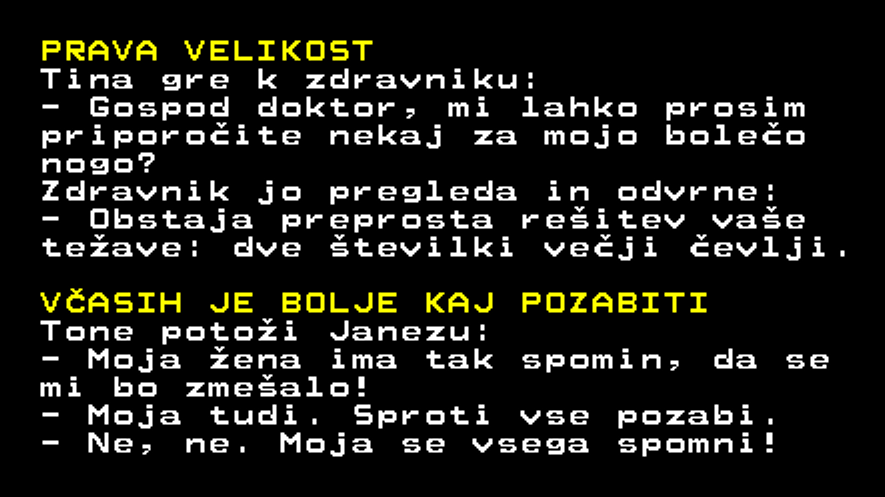 PRAVA VELIKOST
Tina gre k zdravniku:
- Gospod doktor, mi lahko prosim
priporočite nekaj za mojo bolečo
nogo?
Zdravnik jo pregleda in odvrne:
- Obstaja preprosta rešitev vaše
težave: dve številki večji čevlji.
VČASIH JE BOLJE KAJ POZABITI
Tone potoži Janezu:
- Moja žena ima tak spomin, da se
mi bo zmešalo!
- Moja tudi. Sproti vse pozabi.
- Ne, ne. Moja se vsega spomni!